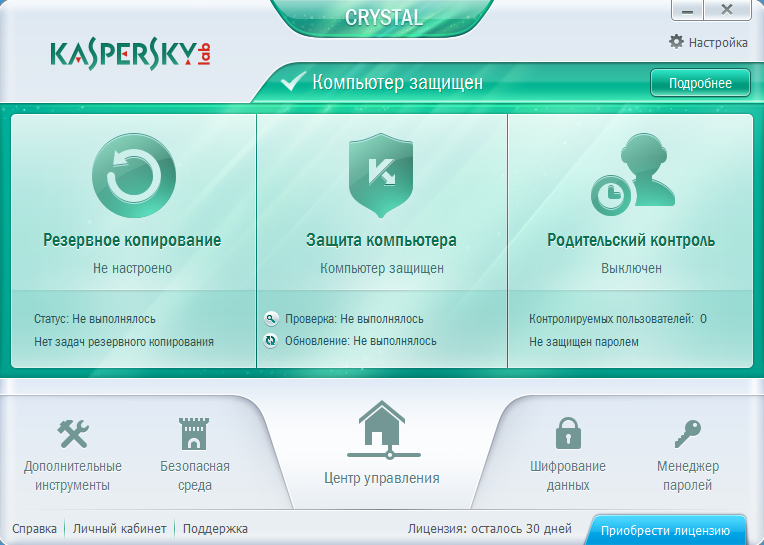 CRYSTAL
KASPERSKY lab
Настройка
Компьютер защищен
Подробнее
Резервное копирование
Не настроено
Статус: Не выполнялось
Нет задач резервного копирования
Защита компьютера
Компьютер защищен
Проверка: Не выполнялось
Обновление: Не выполнялось
Родительский контроль
Выключен
Контролируемых пользователей: 0
Не защищен паролем
Дополнительные
инструменты
Безопасная
среда
Центр управления
Шифрование
данных
Менеджер
паролей
Справка
Личный кабинет
Поддержка
Лицензия: осталось 30 дней
Приобрести лицензию